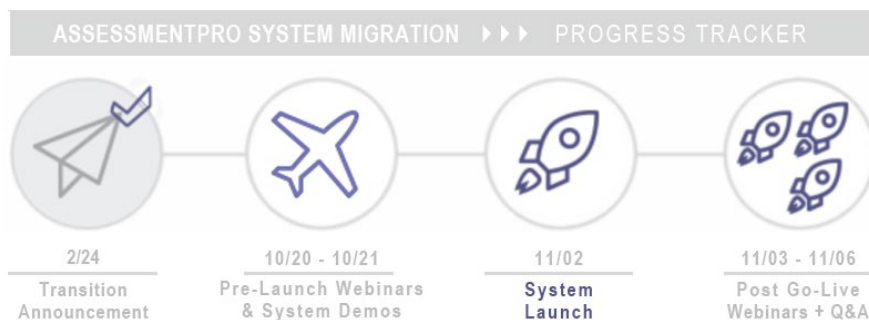 ASSESSMENTPRO SYSTEM MIGRATION PROGRESS TRACKER
2/24
Transition
Announcement
10/20 - 10/21
Pre-Launch Webinars
& System Demos
11/02
System
Launch
11/03 - 11/06
Post Go-Live
Webinars + Q&A